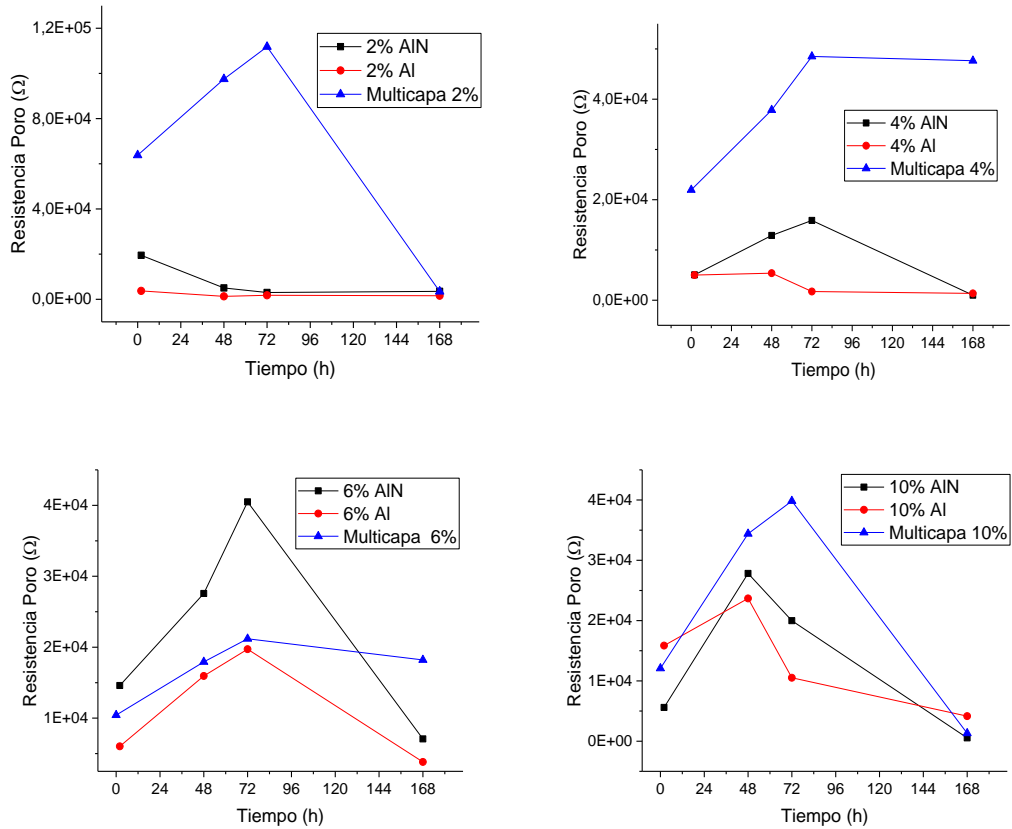 1,2E+05
8,0E+04
4,0E+04
0,0E+00
Resistencia Poro (Ω)
2% AlN
2% Al
Multicapa 2%
0 24 48 72 96 120 144 168
Tiempo (h)
4,0E+04
2,0E+04
0,0E+00
Resistencia Poro (Ω)
4% AlN
4% Al
Multicapa 4%
0 24 48 72 96 120 144 168
Tiempo (h)
4E+04
3E+04
2E+04
1E+04
Resistencia Poro (Ω)
6% AlN
6% Al
Multicapa 6%
0 24 48 72 96 120 144 168
Tiempo (h)
4E+04
3E+04
2E+04
1E+04
0E+00
Resistencia Poro (Ω)
10% AlN
10% Al
Multicapa 10%
0 24 48 72 96 120 144 168
Tiempo (h)